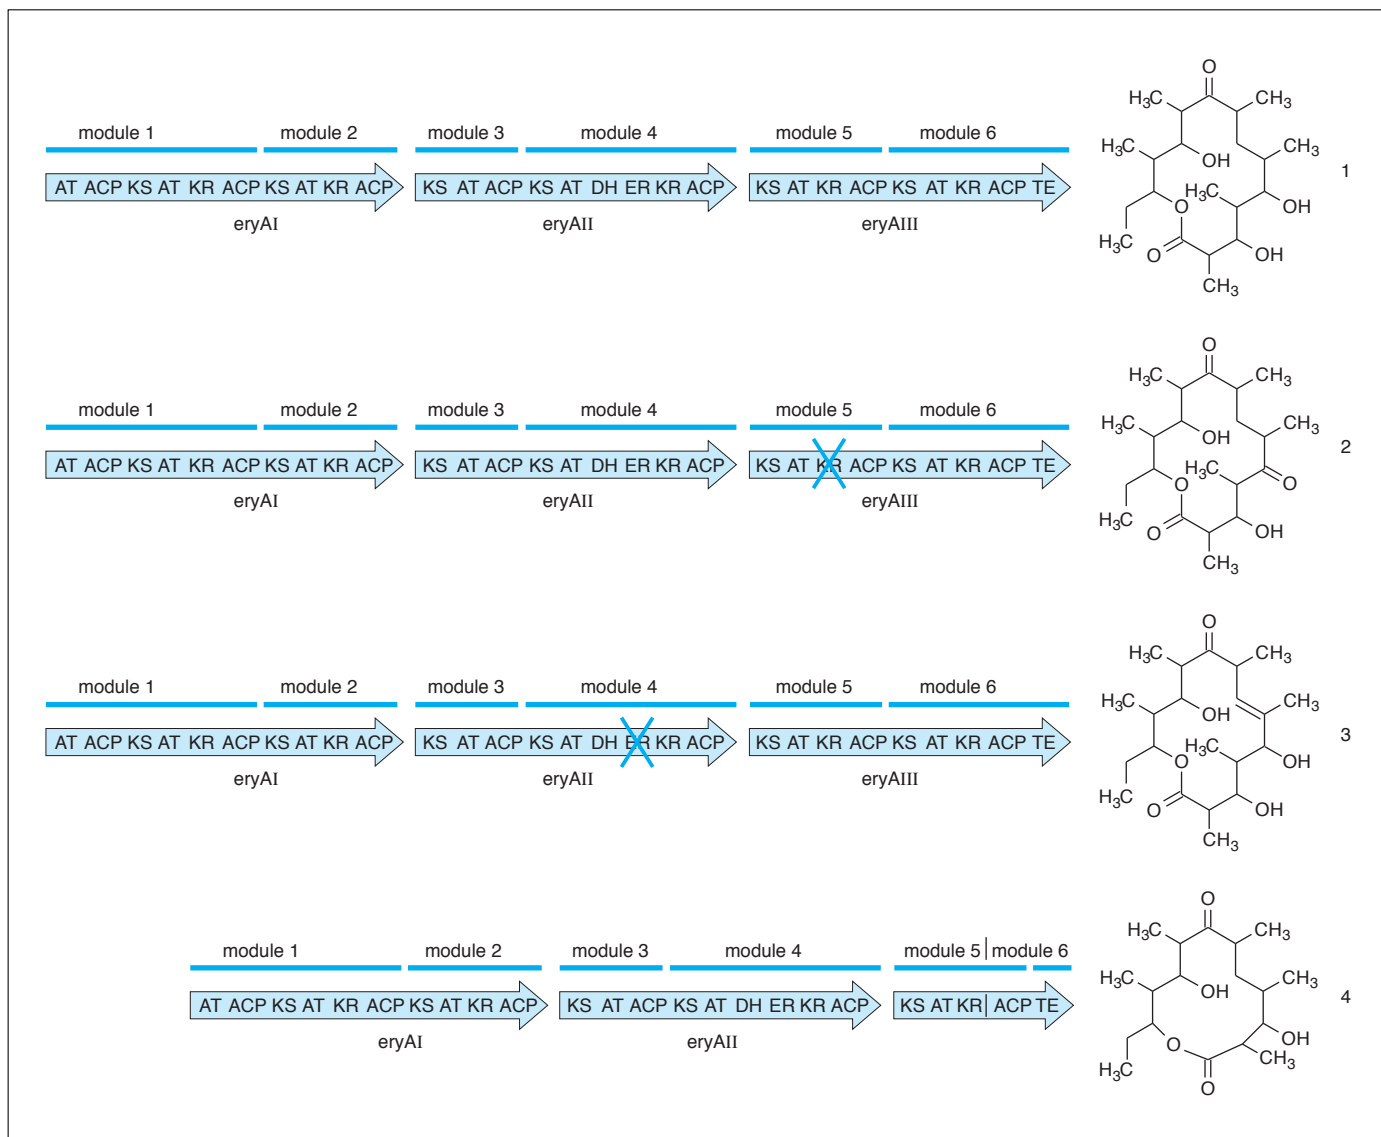 module 1 module 2 module 3 module 4 module 5 module 6
AT ACP KS AT KR ACP KS AT KR ACP KS AT ACP KS AT DH ER KR ACP KS AT KR ACP KS AT KR ACP TE
eryAI eryAII eryAIII
O
H₃C CH₃
H₃C OH CH₃
H₃C OH
O
H₃C O OH
CH₃
1
module 1 module 2 module 3 module 4 module 5 module 6
AT ACP KS AT KR ACP KS AT KR ACP KS AT ACP KS AT DH ER KR ACP KS AT KR ACP KS AT KR ACP TE
eryAI eryAII eryAIII
O
H₃C CH₃
H₃C OH CH₃
H₃C O
O
H₃C O OH
CH₃
2
module 1 module 2 module 3 module 4 module 5 module 6
AT ACP KS AT KR ACP KS AT KR ACP KS AT ACP KS AT DH ER KR ACP KS AT KR ACP KS AT KR ACP TE
eryAI eryAII eryAIII
O
H₃C CH₃
H₃C OH CH₃
H₃C OH
O
H₃C O OH
CH₃
3
module 1 module 2 module 3 module 4 module 5 module 6
AT ACP KS AT KR ACP KS AT KR ACP KS AT ACP KS AT DH ER KR ACP KS AT KR ACP TE
eryAI eryAII
O
H₃C CH₃
H₃C OH CH₃
O OH
H₃C CH₃
O
4